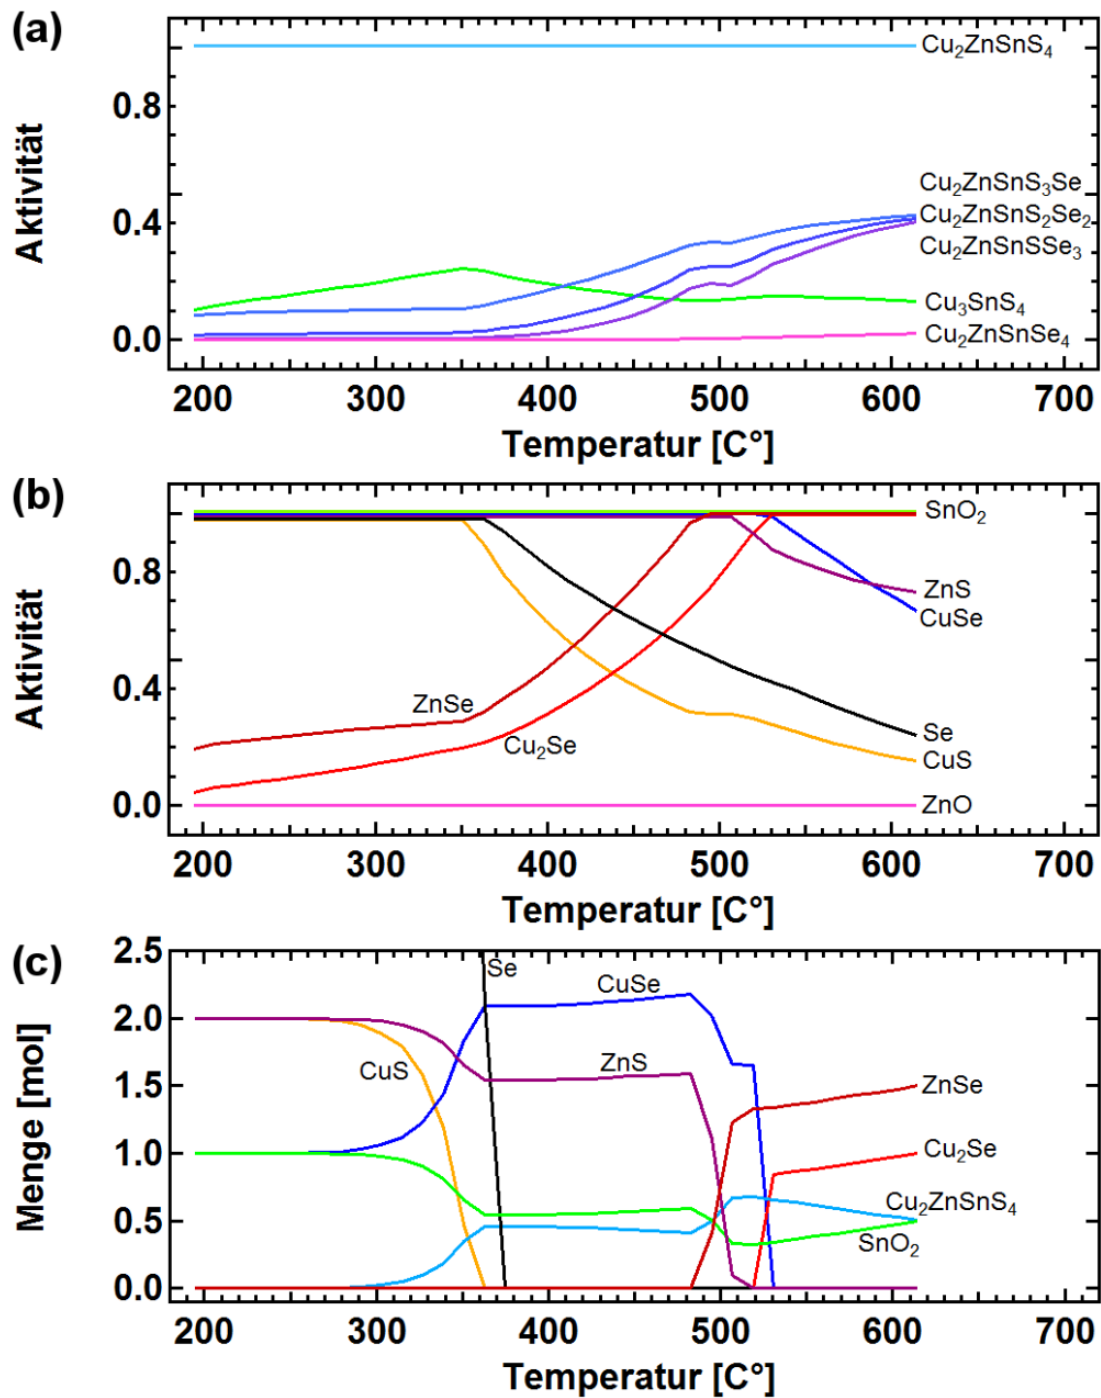 (a)
Aktivität
0.8
0.4
0.0
Cu₂ZnSnS₄
Cu₂ZnSnS₃Se
Cu₂ZnSnS₂Se₂
Cu₂ZnSnSSe₃
Cu₃SnS₄
Cu₂ZnSnSe₄
200 300 400 500 600 700
Temperatur [C°]
(b)
Aktivität
0.8
0.4
0.0
SnO₂
ZnS
CuSe
ZnSe
Cu₂Se
Se
CuS
ZnO
200 300 400 500 600 700
Temperatur [C°]
(c)
Menge [mol]
2.5
2.0
1.5
1.0
0.5
0.0
Se
CuSe
CuS
ZnS
ZnSe
Cu₂Se
Cu₂ZnSnS₄
SnO₂
200 300 400 500 600 700
Temperatur [C°]